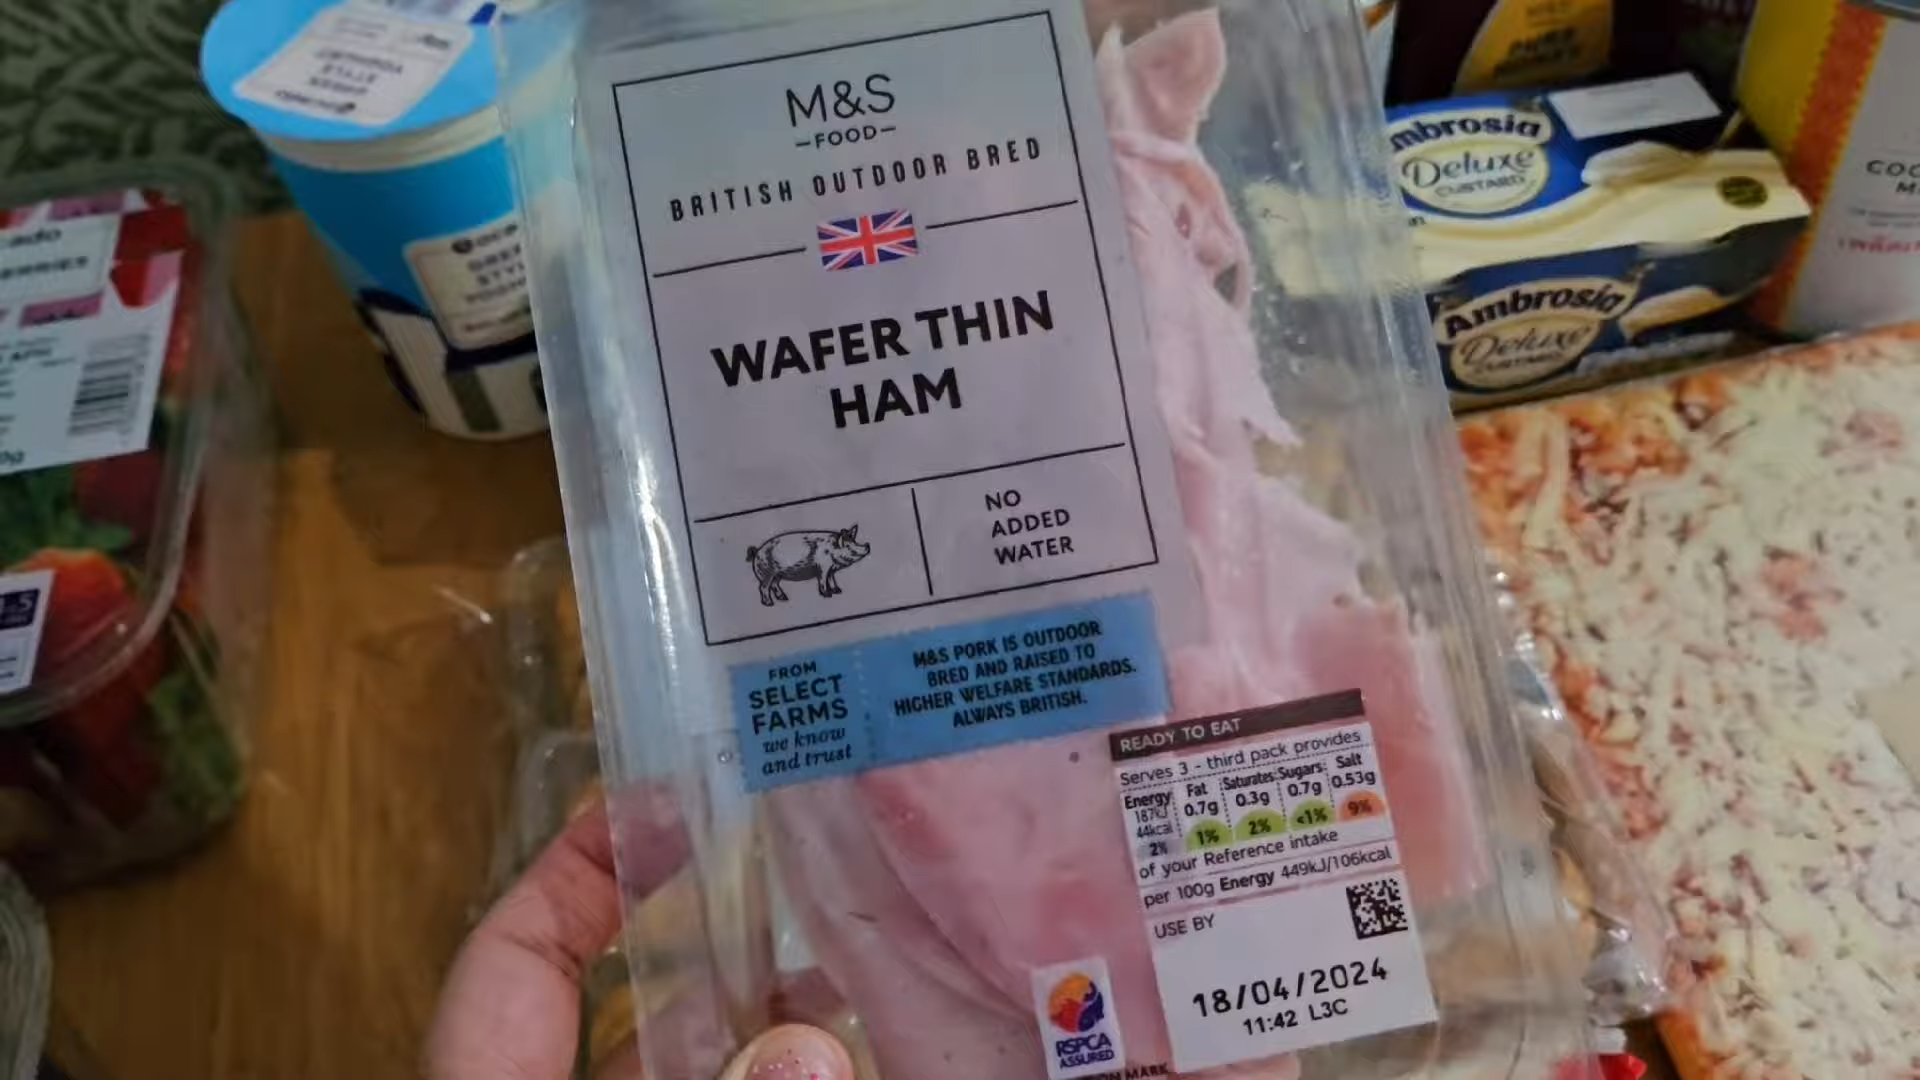 M&S
FOOD
BRITISH OUTDOOR BRED
WAFER THIN
HAM
NO
ADDED
WATER
FROM
SELECT
FARMS
we know
and trust
M&S PORK IS OUTDOOR
BRED AND RAISED TO
HIGHER WELFARE STANDARDS.
ALWAYS BRITISH.
READY TO EAT
Serves 3 - third pack provides
Energy Fat Saturates Sugars Salt
187kJ 0.7g 0.3g 0.7g 0.53g
44kcal
2% 1% 2% <1% 9%
of your Reference intake
per 100g Energy 449kJ/106kcal
USE BY
18/04/2024
11:42 L3C
RSPCA
ASSURED
MARK
mbrosia
Deluxe
CUSTARD
Ambrosia
Deluxe
CUSTARD